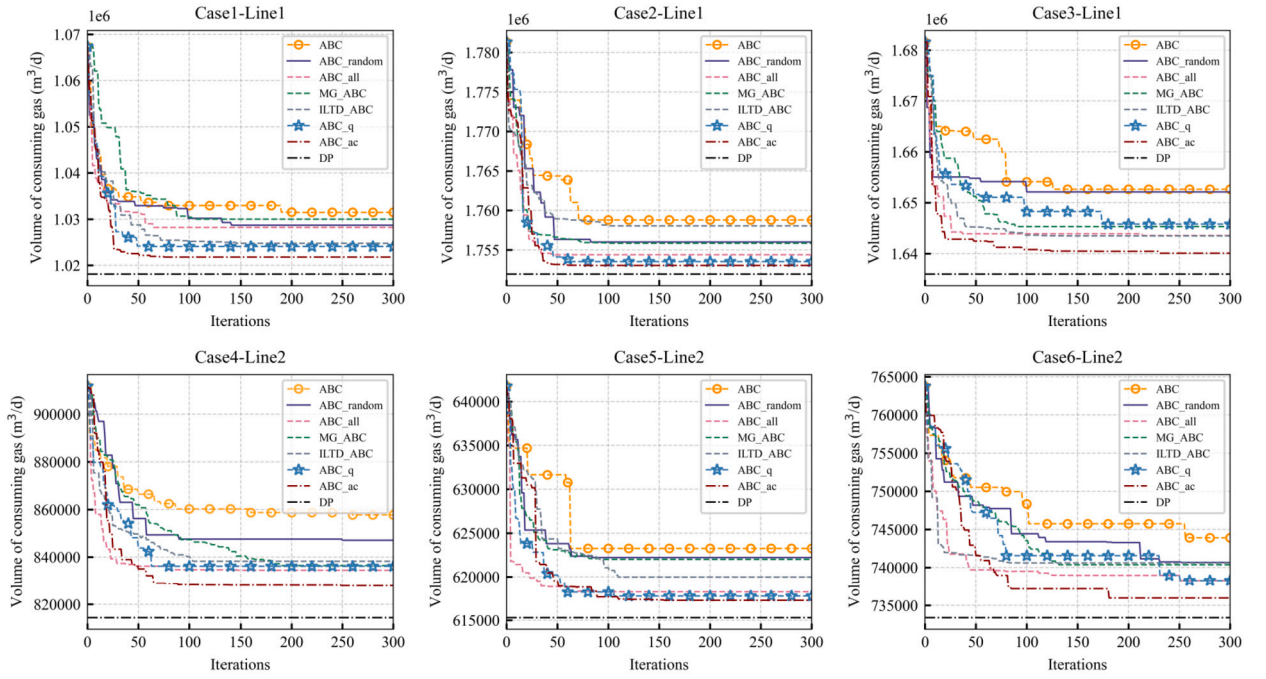 Case1-Line1
1e6
Volume of consuming gas (m³/d)
1.07
1.06
1.05
1.04
1.03
1.02
0 50 100 150 200 250 300
Iterations
ABC
ABC_random
ABC_all
MG_ABC
ILTD_ABC
ABC_q
ABC_ac
DP
Case2-Line1
1e6
Volume of consuming gas (m³/d)
1.780
1.775
1.770
1.765
1.760
1.755
0 50 100 150 200 250 300
Iterations
ABC
ABC_random
ABC_all
MG_ABC
ILTD_ABC
ABC_q
ABC_ac
DP
Case3-Line1
1e6
Volume of consuming gas (m³/d)
1.68
1.67
1.66
1.65
1.64
0 50 100 150 200 250 300
Iterations
ABC
ABC_random
ABC_all
MG_ABC
ILTD_ABC
ABC_q
ABC_ac
DP
Case4-Line2
Volume of consuming gas (m³/d)
900000
880000
860000
840000
820000
0 50 100 150 200 250 300
Iterations
ABC
ABC_random
ABC_all
MG_ABC
ILTD_ABC
ABC_q
ABC_ac
DP
Case5-Line2
Volume of consuming gas (m³/d)
640000
635000
630000
625000
620000
615000
0 50 100 150 200 250 300
Iterations
ABC
ABC_random
ABC_all
MG_ABC
ILTD_ABC
ABC_q
ABC_ac
DP
Case6-Line2
Volume of consuming gas (m³/d)
765000
760000
755000
750000
745000
740000
735000
0 50 100 150 200 250 300
Iterations
ABC
ABC_random
ABC_all
MG_ABC
ILTD_ABC
ABC_q
ABC_ac
DP